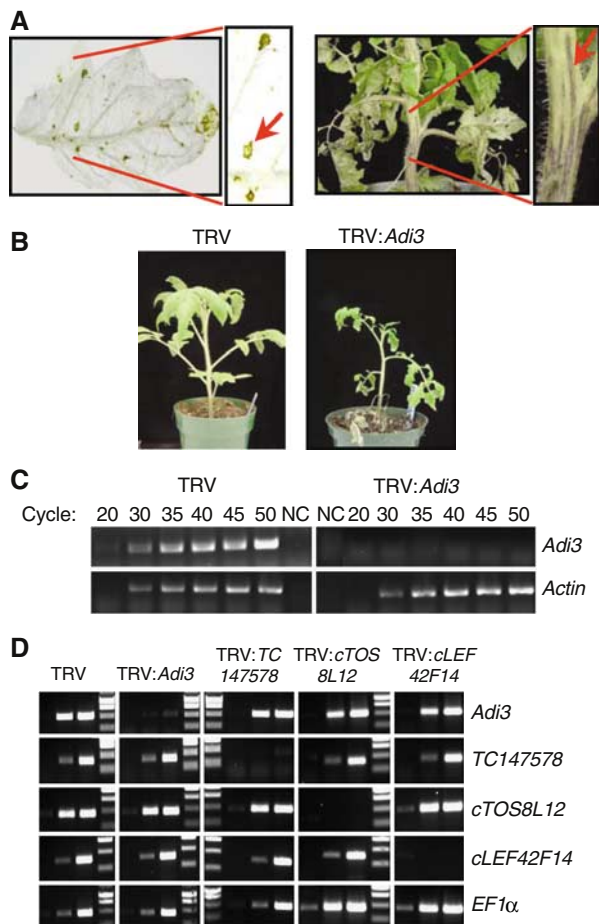 A
B
TRV TRV:Adi3
C
TRV TRV:Adi3
Cycle: 20 30 35 40 45 50 NC NC 20 30 35 40 45 50
Adi3
Actin
D
TRV TRV:Adi3 TRV:TC 147578 TRV:cTOS 8L12 TRV:cLEF 42F14
Adi3
TC147578
cTOS8L12
cLEF42F14
EF1α